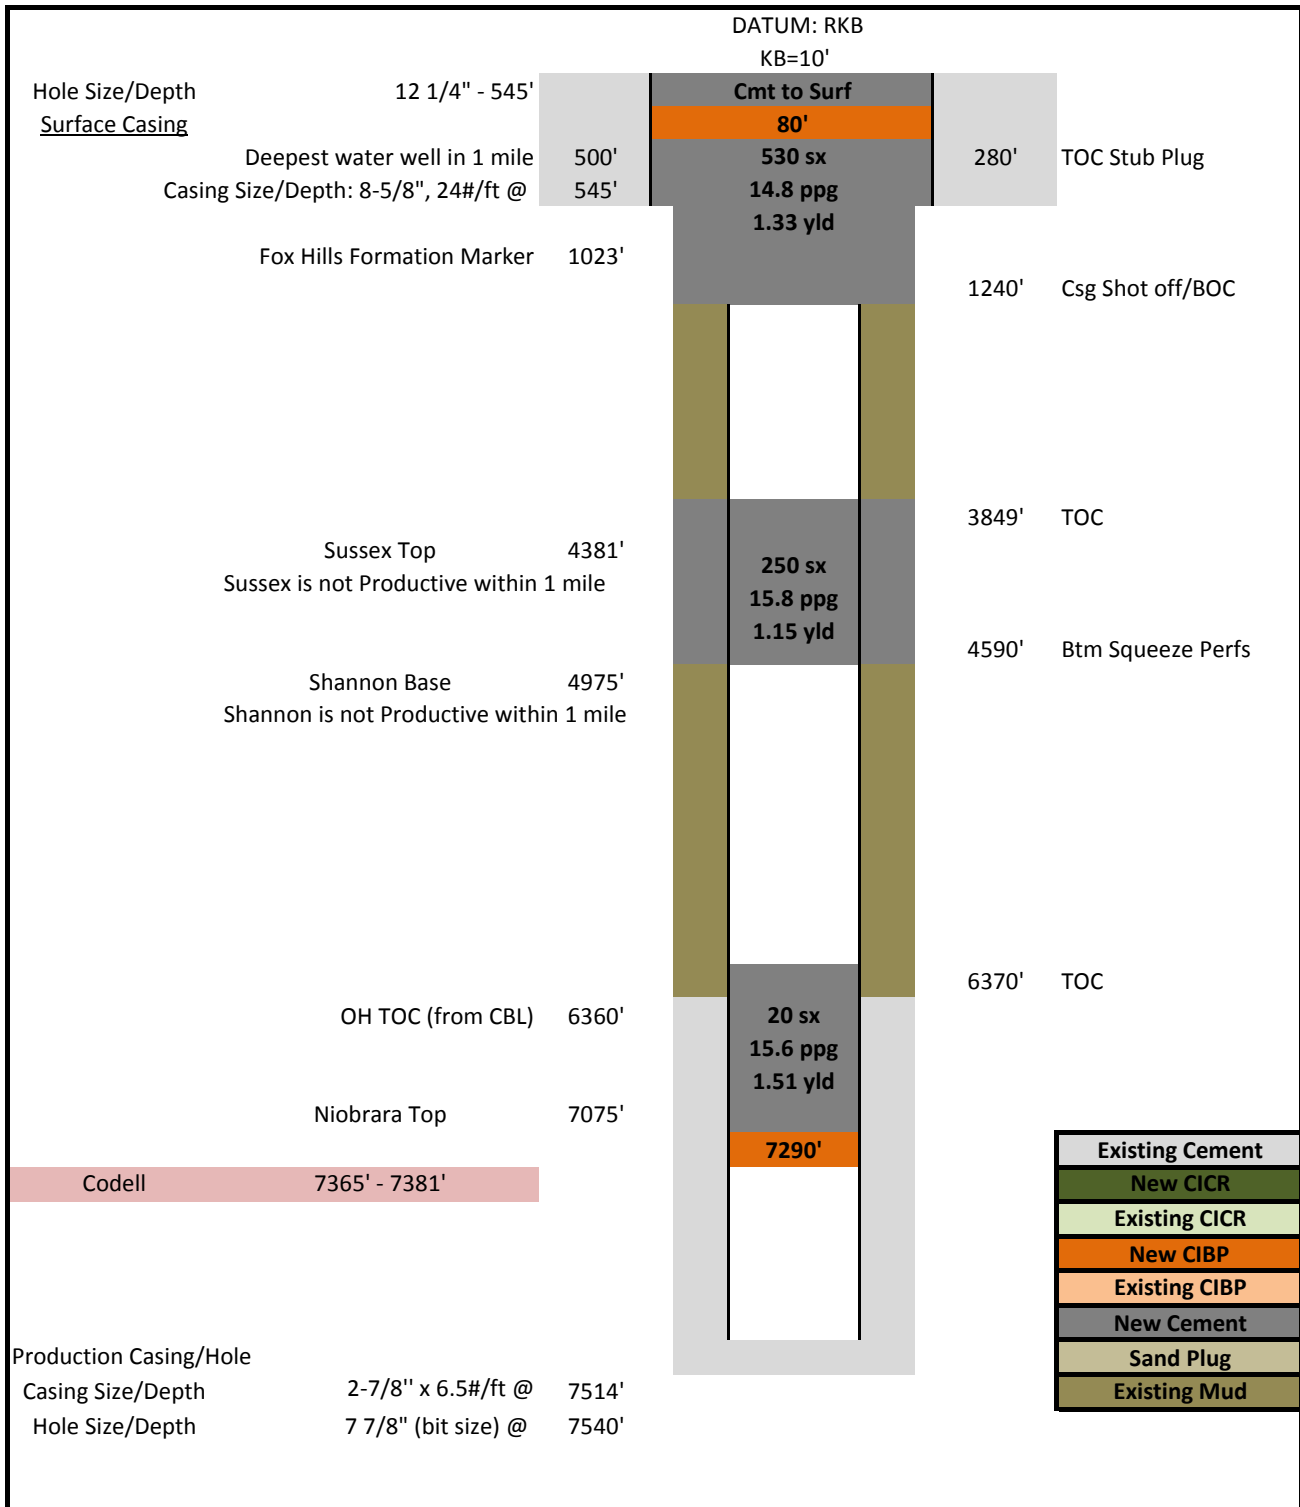 DATUM: RKB
KB=10'
Hole Size/Depth 12 1/4" - 545' Cmt to Surf
Surface Casing 80'
Deepest water well in 1 mile 500' 530 sx 280' TOC Stub Plug
Casing Size/Depth: 8-5/8", 24#/ft @ 545' 14.8 ppg
1.33 yld
Fox Hills Formation Marker 1023'
1240' Csg Shot off/BOC
3849' TOC
Sussex Top 4381'
250 sx
Sussex is not Productive within 1 mile
15.8 ppg
1.15 yld
4590' Btm Squeeze Perfs
Shannon Base 4975'
Shannon is not Productive within 1 mile
6370' TOC
OH TOC (from CBL) 6360' 20 sx
15.6 ppg
1.51 yld
Niobrara Top 7075'
7290' Existing Cement
Codell 7365' - 7381' New CICR
Existing CICR
New CIBP
Existing CIBP
New Cement
Production Casing/Hole Sand Plug
Casing Size/Depth 2-7/8'' x 6.5#/ft @ 7514' Existing Mud
Hole Size/Depth 7 7/8" (bit size) @ 7540'